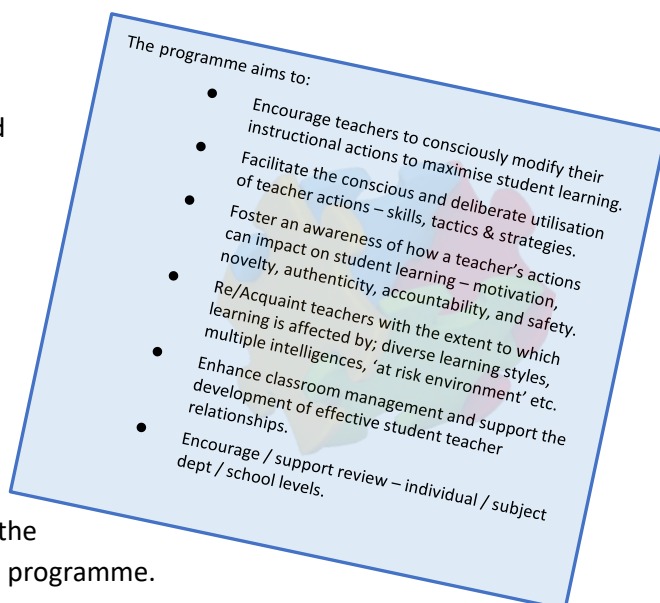 The programme aims to:
● Encourage teachers to consciously modify their
instructional actions to maximise student learning.
● Facilitate the conscious and deliberate utilisation
of teacher actions – skills, tactics & strategies.
● Foster an awareness of how a teacher's actions
can impact on student learning – motivation,
novelty, authenticity, accountability, and safety.
● Re/Acquaint teachers with the extent to which
learning is affected by; diverse learning styles,
multiple intelligences, 'at risk environment' etc.
● Enhance classroom management and support the
development of effective student teacher
relationships.
● Encourage / support review – individual / subject
dept / school levels.
the
programme.